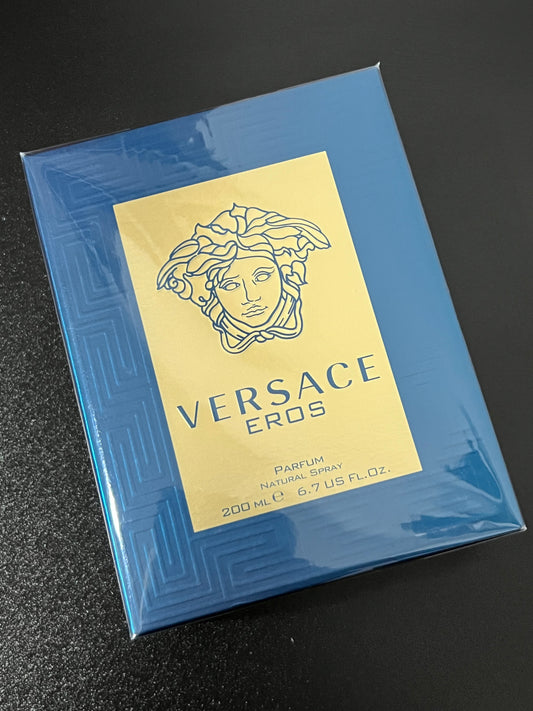 VERSACE
EROS
PARFUM
NATURAL SPRAY
200 ML ℮ 6.7 US FL.OZ.